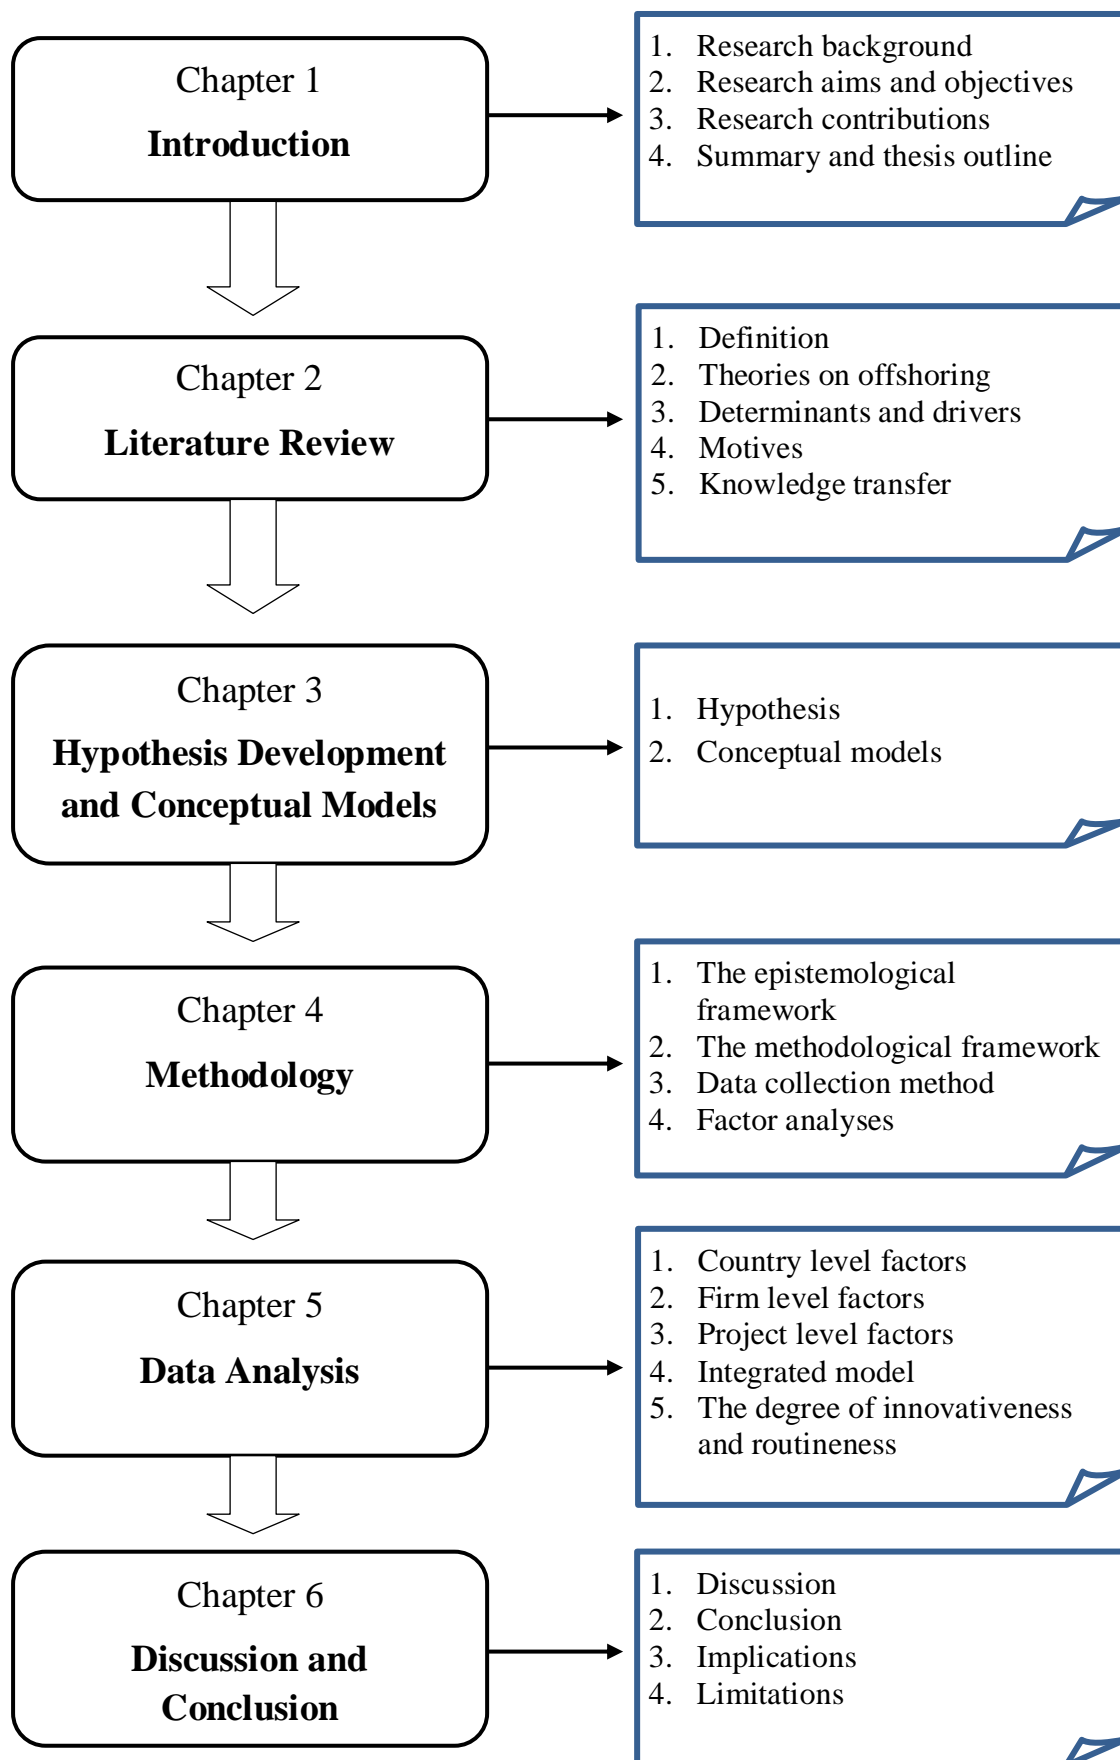 Chapter 1
Introduction
1. Research background
2. Research aims and objectives
3. Research contributions
4. Summary and thesis outline
Chapter 2
Literature Review
1. Definition
2. Theories on offshoring
3. Determinants and drivers
4. Motives
5. Knowledge transfer
Chapter 3
Hypothesis Development
and Conceptual Models
1. Hypothesis
2. Conceptual models
Chapter 4
Methodology
1. The epistemological
framework
2. The methodological framework
3. Data collection method
4. Factor analyses
Chapter 5
Data Analysis
1. Country level factors
2. Firm level factors
3. Project level factors
4. Integrated model
5. The degree of innovativeness
and routineness
Chapter 6
Discussion and
Conclusion
1. Discussion
2. Conclusion
3. Implications
4. Limitations